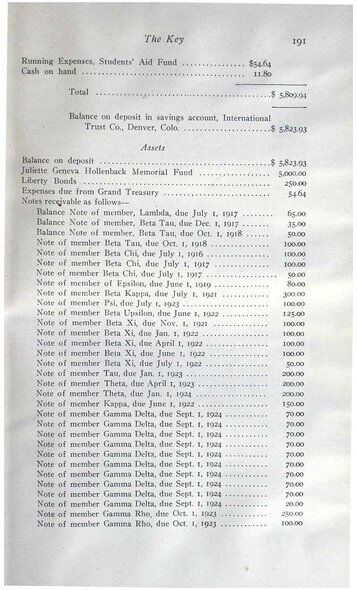 The Key 191
Running Expenses, Students' Aid Fund ................ $54.64
Cash on hand ................ 11.80
Total ................ $ 5,809.94
Balance on deposit in savings account, International
Trust Co., Denver, Colo. ................ $ 5,823.93
Assets
Balance on deposit ................ $ 5,823.93
Juliette Geneva Hollenback Memorial Fund ................ 5,000.00
Liberty Bonds ................ 250.00
Expenses due from Grand Treasury ................ 54.64
Notes receivable as follows—
Balance Note of member, Lambda, due July 1, 1917 ........ 65.00
Balance Note of member, Beta Tau, due Dec. 1, 1917 ....... 35.00
Balance Note of member, Beta Tau, due Oct. 1, 1918 ...... 50.00
Note of member Beta Tau, due Oct. 1, 1918 ................ 100.00
Note of member Beta Chi, due July 1, 1916 ................ 100.00
Note of member Beta Chi, due July 1, 1917 ................ 100.00
Note of member Beta Chi, due July 1, 1917 ................ 50.00
Note of member of Epsilon, due June 1, 1919 .............. 80.00
Note of member Beta Kappa, due July 1, 1921 .............. 300.00
Note of member Psi, due July 1, 1923 ................ 100.00
Note of member Beta Upsilon, due June 1, 1922 ........... 125.00
Note of member Beta Xi, due Nov. 1, 1921 ............... 100.00
Note of member Beta Xi, due Jan. 1, 1922 ................ 100.00
Note of member Beta Xi, due April 1, 1922 ............... 100.00
Note of member Beta Xi, due June 1, 1922 ............... 100.00
Note of member Beta Xi, due July 1, 1922 ................ 50.00
Note of member Tau, due Jan. 1, 1923 ................ 200.00
Note of member Theta, due April 1, 1923 ................ 200.00
Note of member Theta, due Jan. 1, 1924 ................ 200.00
Note of member Kappa, due June 1, 1922 ................ 150.00
Note of member Gamma Delta, due Sept. 1, 1924 ........... 70.00
Note of member Gamma Delta, due Sept. 1, 1924 ........... 70.00
Note of member Gamma Delta, due Sept. 1, 1924 ........... 70.00
Note of member Gamma Delta, due Sept. 1, 1924 ........... 70.00
Note of member Gamma Delta, due Sept. 1, 1924 ........... 70.00
Note of member Gamma Delta, due Sept. 1, 1924 ........... 70.00
Note of member Gamma Delta, due Sept. 1, 1924 ........... 70.00
Note of member Gamma Delta, due Sept. 1, 1924 ........... 70.00
Note of member Gamma Delta, due Sept. 1, 1924 ........... 20.00
Note of member Gamma Rho, due Oct. 1, 1923 ............ 250.00
Note of member Gamma Rho, due Oct. 1, 1923 ............ 100.00